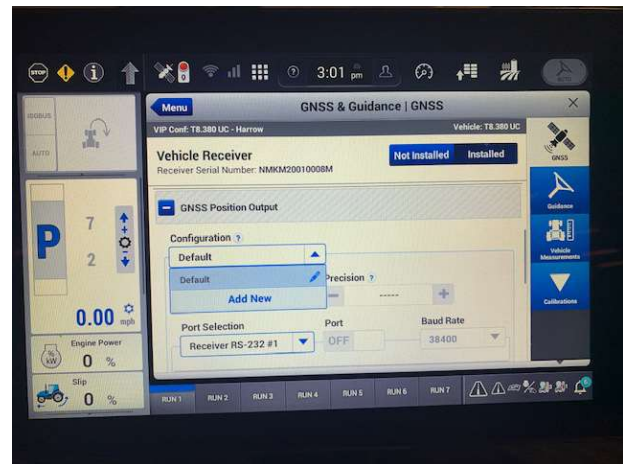 STOP
3:01 pm
AUTO
ISOBUS
AUTO
Menu
GNSS & Guidance | GNSS
VIP Conf: T8.380 UC - Harrow
Vehicle: T8.380 UC
Vehicle Receiver
Receiver Serial Number: NMKM20010008M
Not Installed
Installed
GNSS
GNSS Position Output
Guidance
Configuration ?
Default
Default
Add New
Precision ?
-----
Vehicle
Measurements
Calibrations
Port Selection
Receiver RS-232 #1
Port
OFF
Baud Rate
38400
P
7
2
0.00 mph
Engine Power
kW
0 %
Slip
0 %
RUN 1
RUN 2
RUN 3
RUN 4
RUN 5
RUN 6
RUN 7